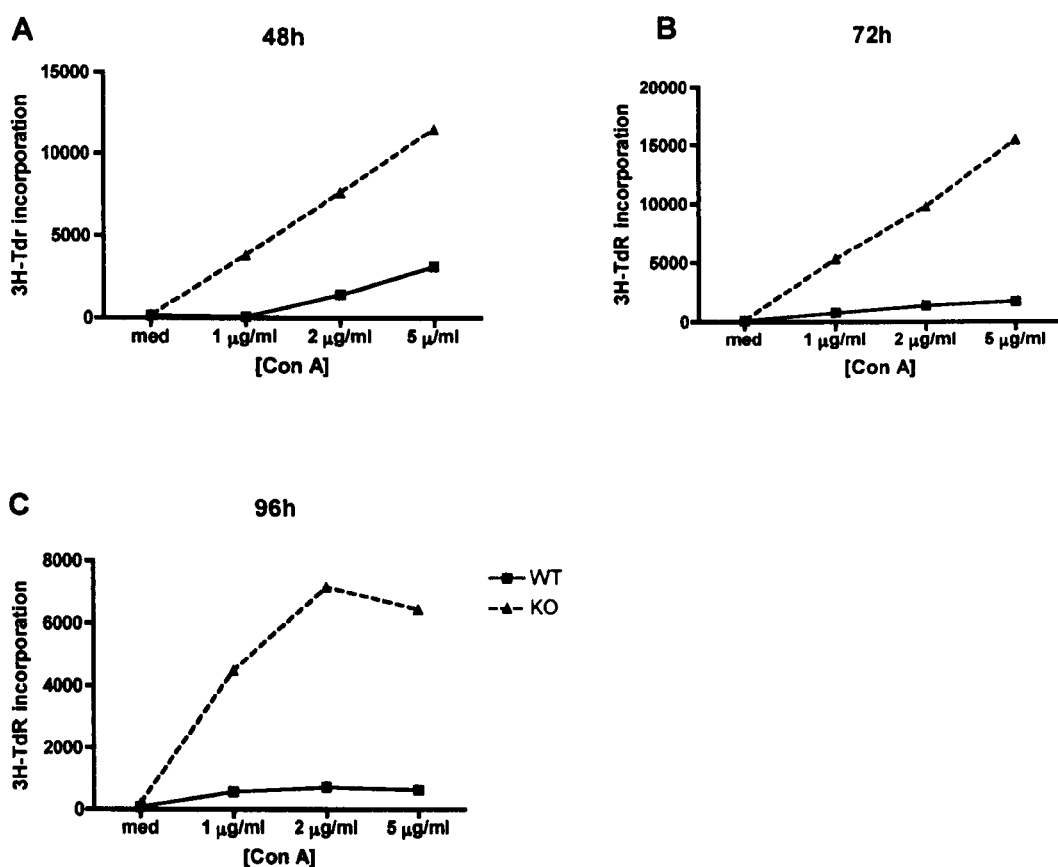 A
48h
15000
10000
5000
0
3H-Tdr incorporation
med 1 µg/ml 2 µg/ml 5 µ/ml
[Con A]
B
72h
20000
15000
10000
5000
0
3H-TdR incorporation
med 1 µg/ml 2 µg/ml 5 µg/ml
[Con A]
C
96h
8000
6000
4000
2000
0
3H-TdR incorporation
med 1 µg/ml 2 µg/ml 5 µg/ml
[Con A]
WT
KO